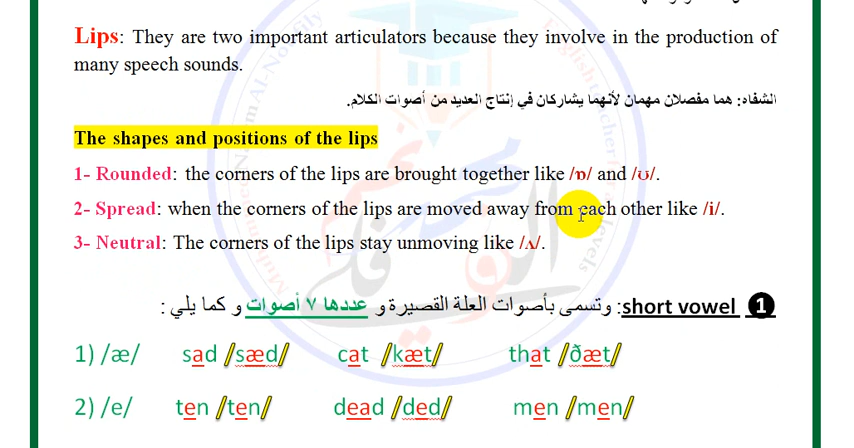 Lips: They are two important articulators because they involve in the production of
many speech sounds.
الشفاه: هما مفصلان مهمان لأنهما يشاركان في إنتاج العديد من أصوات الكلام.
The shapes and positions of the lips
1- Rounded: the corners of the lips are brought together like /ɒ/ and /ʊ/.
2- Spread: when the corners of the lips are moved away from each other like /i/.
3- Neutral: The corners of the lips stay unmoving like /ʌ/.
❶ short vowel: وتسمى بأصوات العلة القصيرة و عددها ٧ أصوات و كما يلي :
1) /æ/ sad /sæd/ cat /kæt/ that /ðæt/
2) /e/ ten /ten/ dead /ded/ men /men/